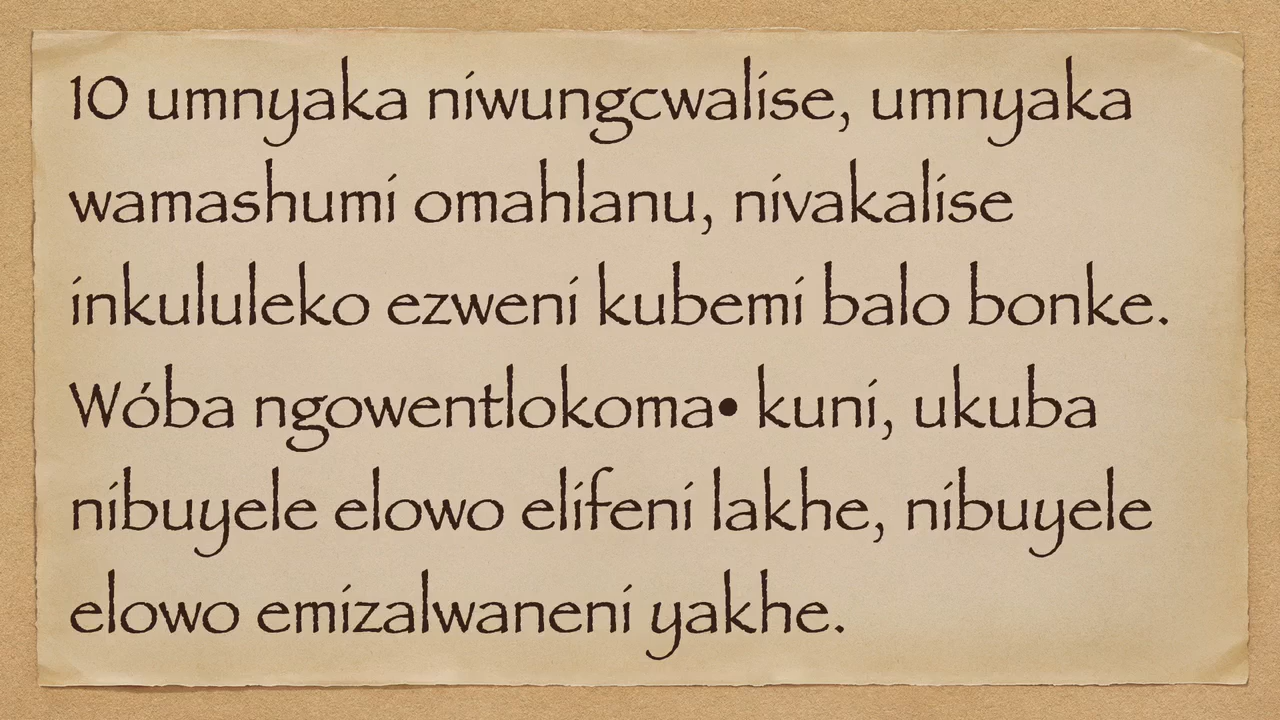 10 umnyaka niwungcwalise, umnyaka
wamashumi omahlanu, nivakalise
inkululeko ezweni kubemi balo bonke.
Wóba ngowentlokoma• kuni, ukuba
nibuyele elowo elifeni lakhe, nibuyele
elowo emizalwaneni yakhe.